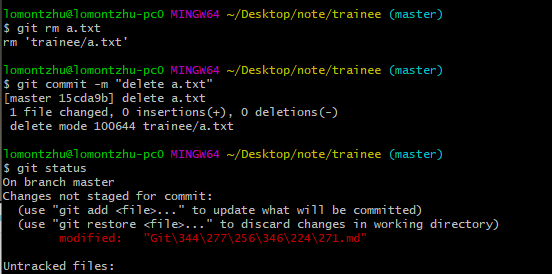 lomontzhu@lomontzhu-pc0 MINGW64 ~/Desktop/note/trainee (master)
$ git rm a.txt
rm 'trainee/a.txt'
lomontzhu@lomontzhu-pc0 MINGW64 ~/Desktop/note/trainee (master)
$ git commit -m "delete a.txt"
[master 15cda9b] delete a.txt
 1 file changed, 0 insertions(+), 0 deletions(-)
 delete mode 100644 trainee/a.txt
lomontzhu@lomontzhu-pc0 MINGW64 ~/Desktop/note/trainee (master)
$ git status
On branch master
Changes not staged for commit:
  (use "git add <file>..." to update what will be committed)
  (use "git restore <file>..." to discard changes in working directory)
        modified:   "Git\344\277\256\346\224\271.md"
Untracked files: